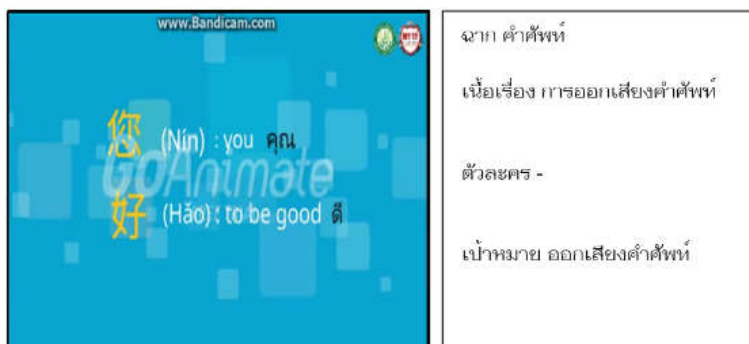 www.Bandicam.com
您 (Nín) : you คุณ
GoAnimate
好 (Hǎo) : to be good ดี
ฉาก คำศัพท์
เนื้อเรื่อง การออกเสียงคำศัพท์
ตัวละคร -
เป้าหมาย ออกเสียงคำศัพท์